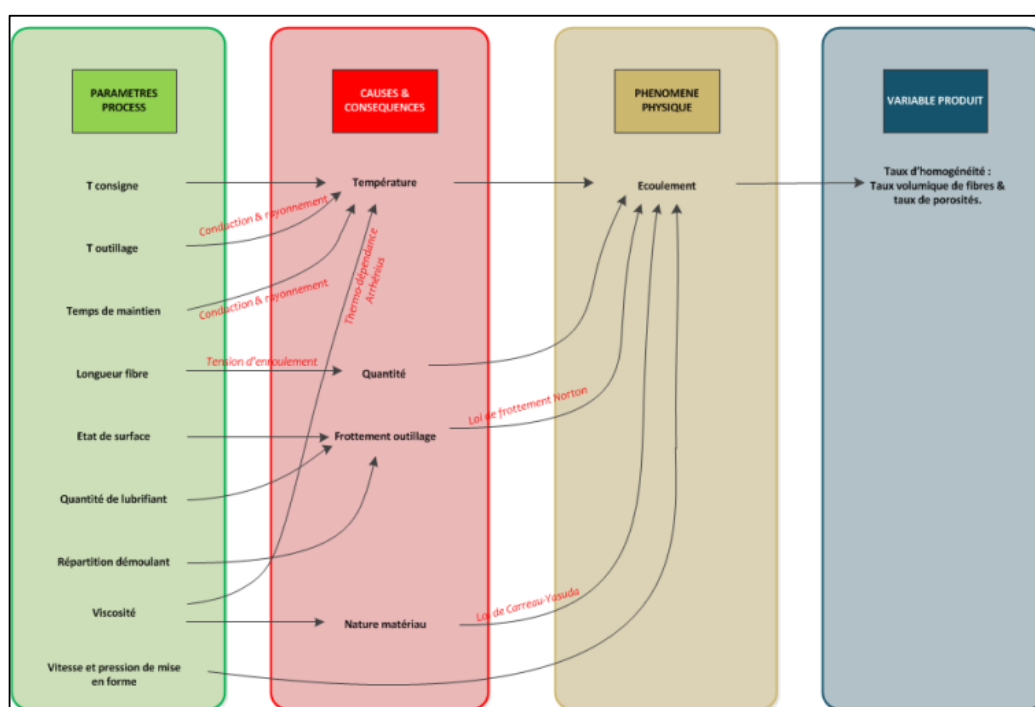 PARAMETRES
PROCESS
T consigne
T outillage
Temps de maintien
Longueur fibre
Etat de surface
Quantité de lubrifiant
Répartition démoulant
Viscosité
Vitesse et pression de mise
en forme
Conduction & rayonnement
Conduction & rayonnement
Tension d'enroulement
CAUSES &
CONSEQUENCES
Température
Thermo-dépendance
Arrhénius
Quantité
Frottement outillage
Nature matériau
Loi de frottement Norton
Loi de Carreau-Yasuda
PHENOMENE
PHYSIQUE
Ecoulement
VARIABLE PRODUIT
Taux d'homogénéité :
Taux volumique de fibres &
taux de porosités.